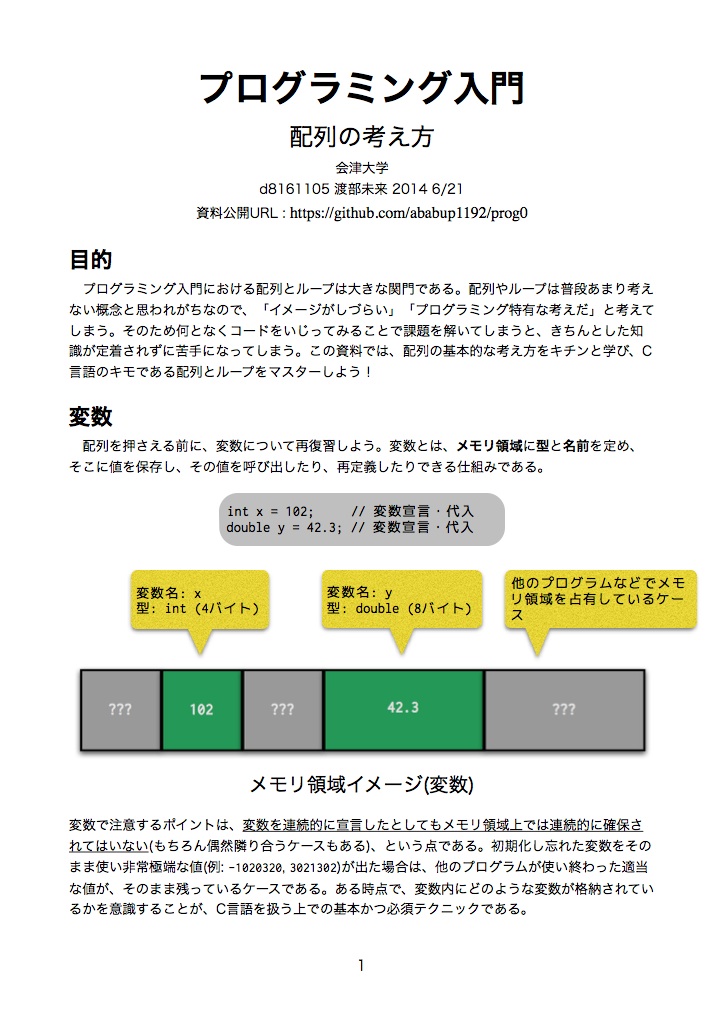 プログラミング入門
配列の考え方
会津大学
d8161105 渡部未来 2014 6/21
資料公開URL : https://github.com/ababup1192/prog0
目的
プログラミング入門における配列とループは大きな関門である。配列やループは普段あまり考え
ない概念と思われがちなので、「イメージがしづらい」「プログラミング特有な考えだ」と考えて
しまう。そのため何となくコードをいじってみることで課題を解いてしまうと、きちんとした知
識が定着されずに苦手になってしまう。この資料では、配列の基本的な考え方をキチンと学び、C
言語のキモである配列とループをマスターしよう！
変数
配列を押さえる前に、変数について再復習しよう。変数とは、メモリ領域に型と名前を定め、
そこに値を保存し、その値を呼び出したり、再定義したりできる仕組みである。
int x = 102; // 変数宣言・代入
double y = 42.3; // 変数宣言・代入
変数名: x
型: int (4バイト)
変数名: y
型: double (8バイト)
他のプログラムなどでメモ
リ領域を占有しているケー
ス
??? 102 ??? 42.3 ???
メモリ領域イメージ(変数)
変数で注意するポイントは、変数を連続的に宣言したとしてもメモリ領域上では連続的に確保さ
れてはいない(もちろん偶然隣り合うケースもある)、という点である。初期化し忘れた変数をその
まま使い非常極端な値(例: -1020320, 3021302)が出た場合は、他のプログラムが使い終わった適当
な値が、そのまま残っているケースである。ある時点で、変数内にどのような変数が格納されてい
るかを意識することが、C言語を扱う上での基本かつ必須テクニックである。
1